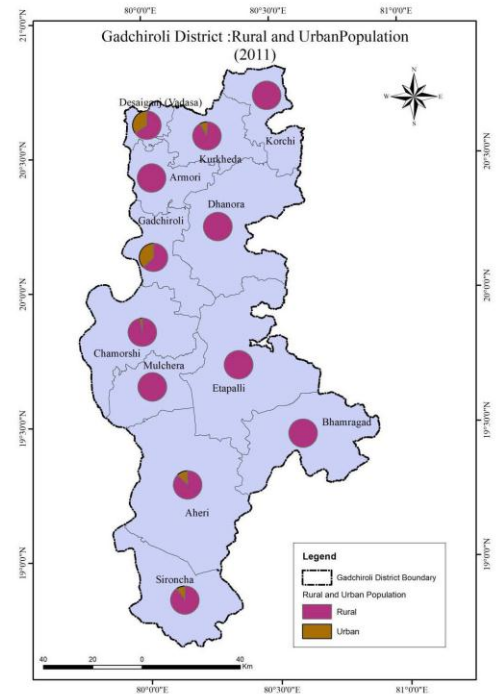 Gadchiroli District :Rural and UrbanPopulation
(2011)
80°0'0"E
80°30'0"E
81°0'0"E
21°0'0"N
20°30'0"N
20°0'0"N
19°30'0"N
19°0'0"N
20°30'0"N
20°0'0"N
19°30'0"N
19°0'0"N
N
W
E
S
Desaiganj (Vadasa)
Korchi
Kurkheda
Armori
Dhanora
Gadchiroli
Chamorshi
Mulchera
Etapalli
Bhamragad
Aheri
Sironcha
Legend
Gadchiroli District Boundary
Rural and Urban Population
Rural
Urban
40 20 0 40
Km
80°0'0"E
80°30'0"E
81°0'0"E